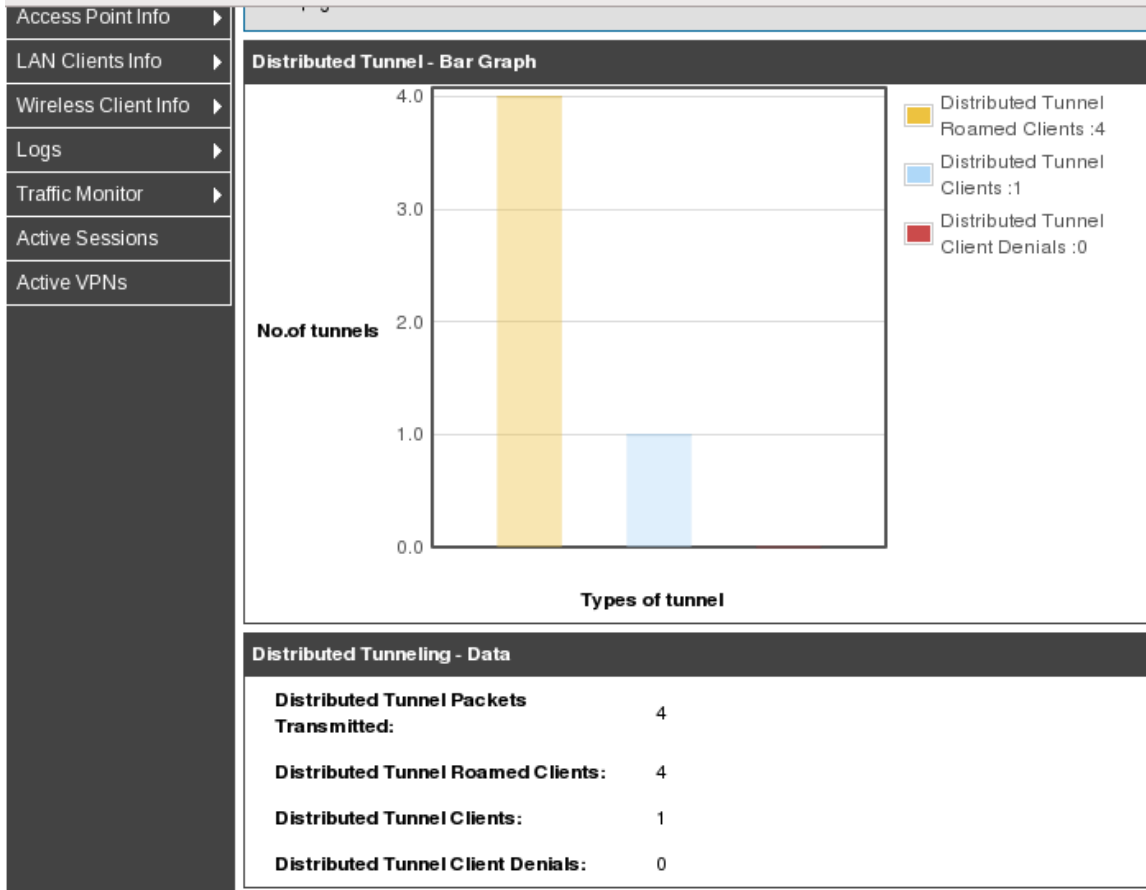 Access Point Info
LAN Clients Info
Wireless Client Info
Logs
Traffic Monitor
Active Sessions
Active VPNs
Distributed Tunnel - Bar Graph
4.0
3.0
2.0
1.0
0.0
No.of tunnels
Types of tunnel
Distributed Tunnel
Roamed Clients :4
Distributed Tunnel
Clients :1
Distributed Tunnel
Client Denials :0
Distributed Tunneling - Data
Distributed Tunnel Packets
Transmitted: 4
Distributed Tunnel Roamed Clients: 4
Distributed Tunnel Clients: 1
Distributed Tunnel Client Denials: 0